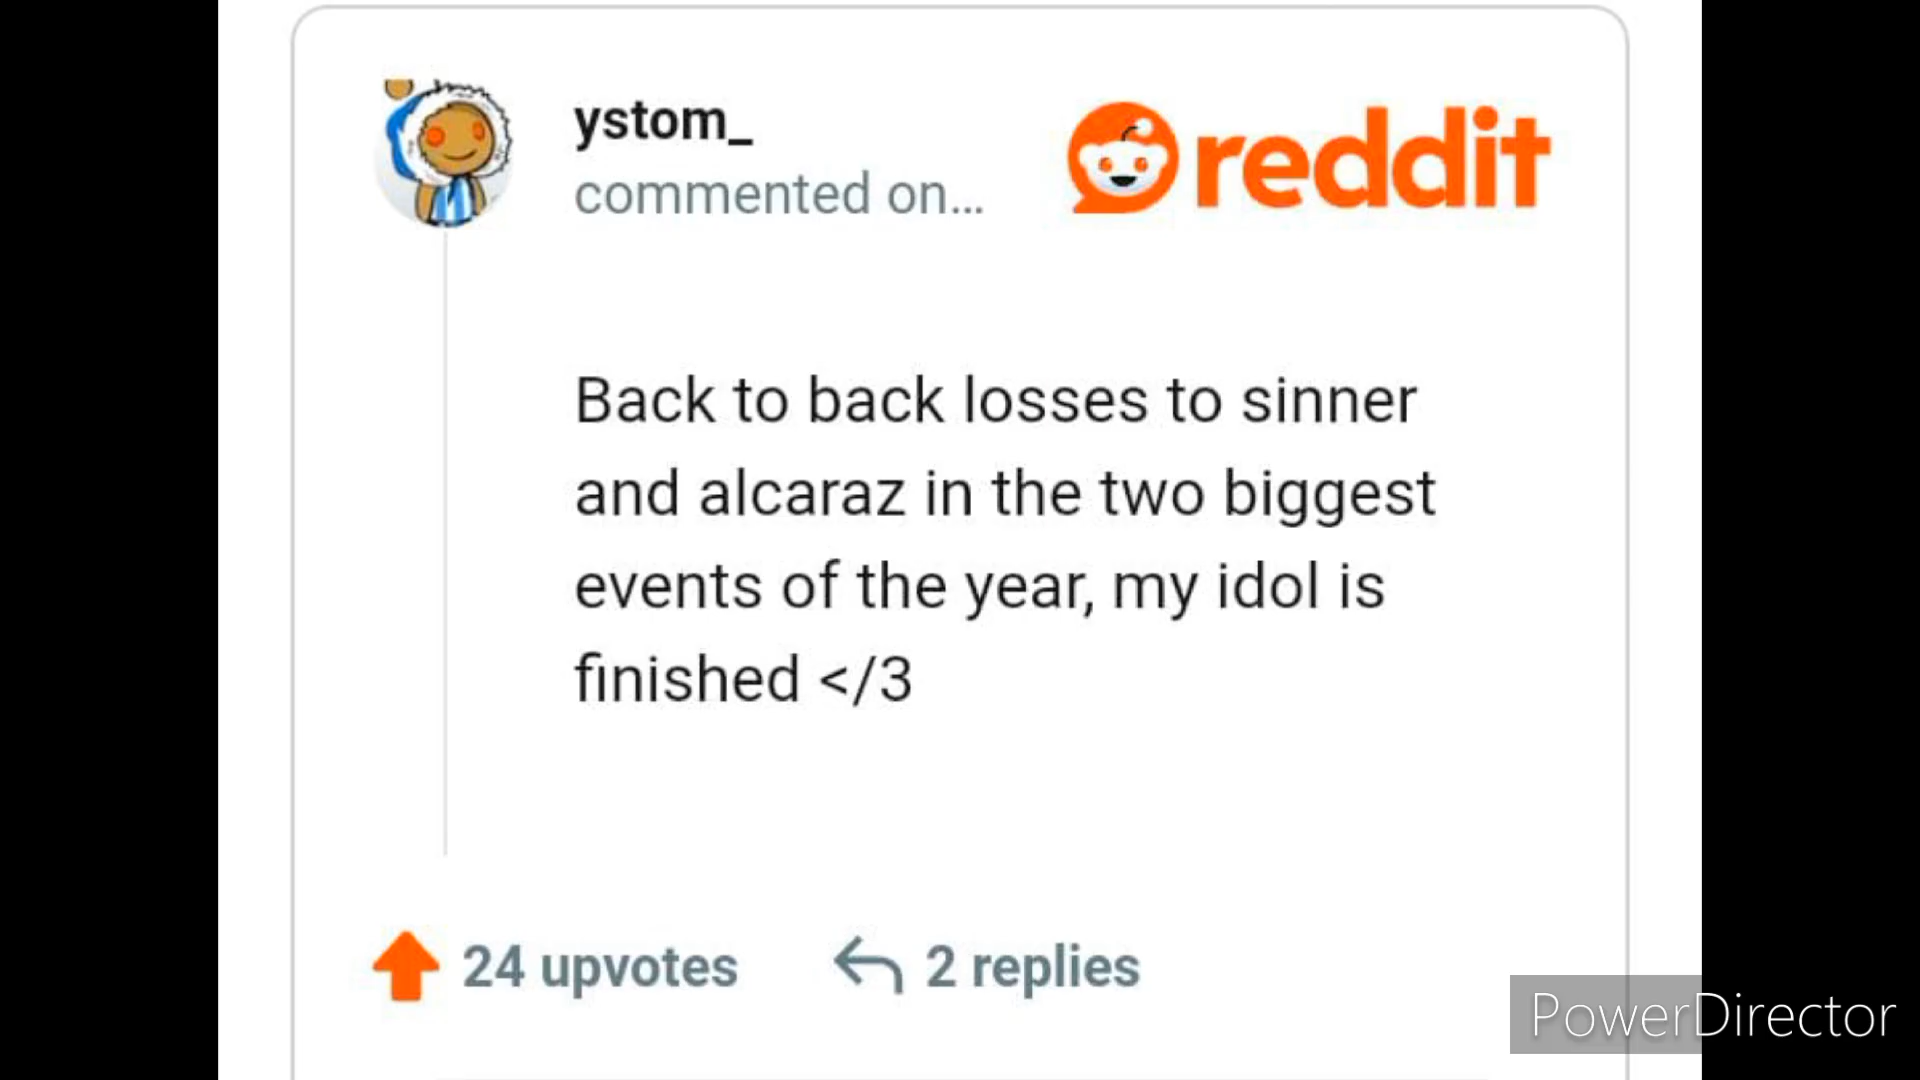 ystom_
reddit
commented on...
Back to back losses to sinner
and alcaraz in the two biggest
events of the year, my idol is
finished </3
24 upvotes
2 replies
PowerDirector